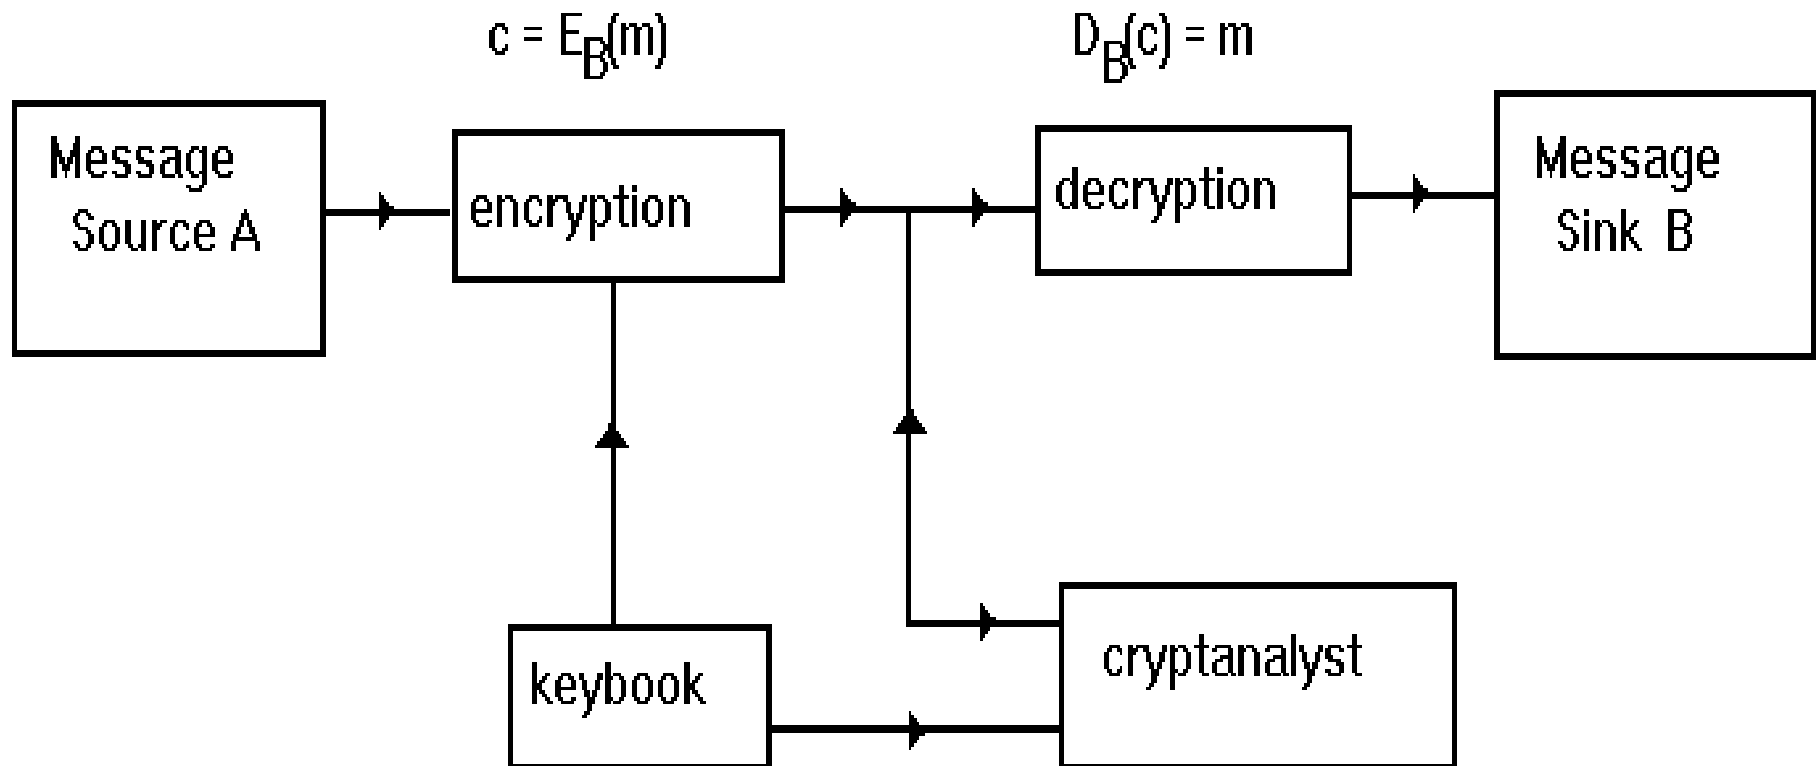 c = E_B(m)
D_B(c) = m
Message
Source A
encryption
decryption
Message
Sink B
keybook
cryptanalyst